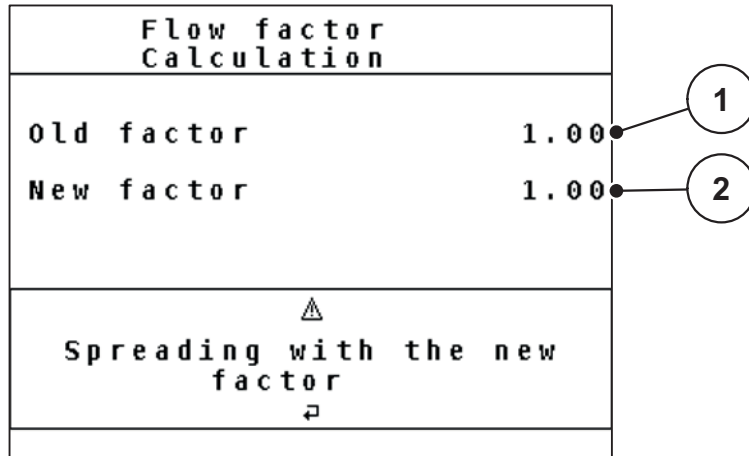 Flow factor
Calculation
Old factor 1.00
1
New factor 1.00
2
⚠
Spreading with the new
factor
↵